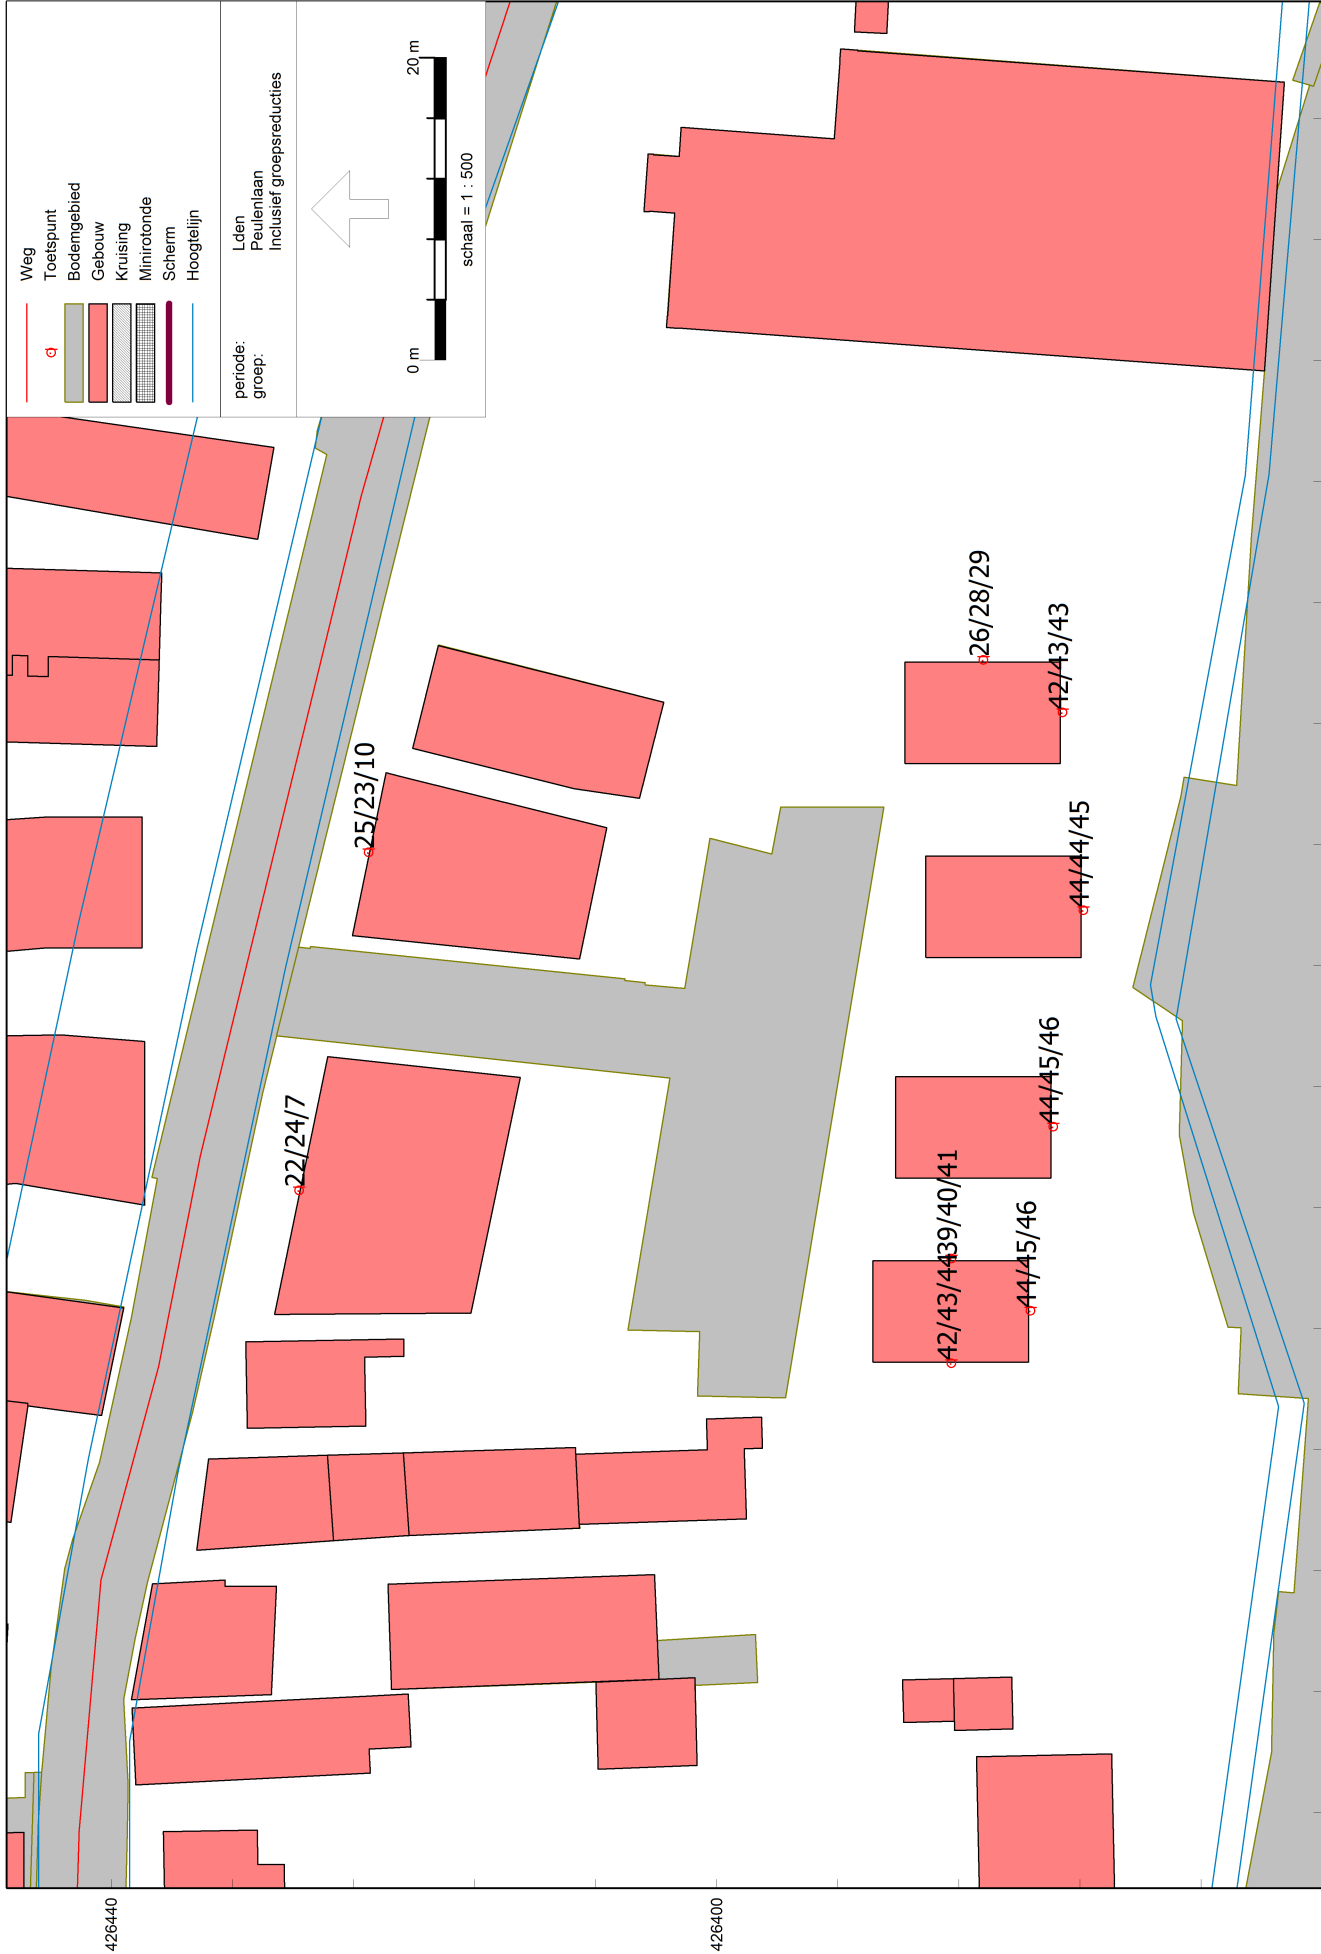 Weg
Toetspunt
Bodemgebied
Gebouw
Kruising
Minirotonde
Scherm
Hoogtelijn
periode: Lden
groep: Peulenlaan
Inclusief groepsreducties
0 m 20 m
schaal = 1 : 500
22/24/7
25/23/10
42/43/44
39/40/41
44/45/46
44/45/46
44/44/45
26/28/29
42/43/43
426440
426400